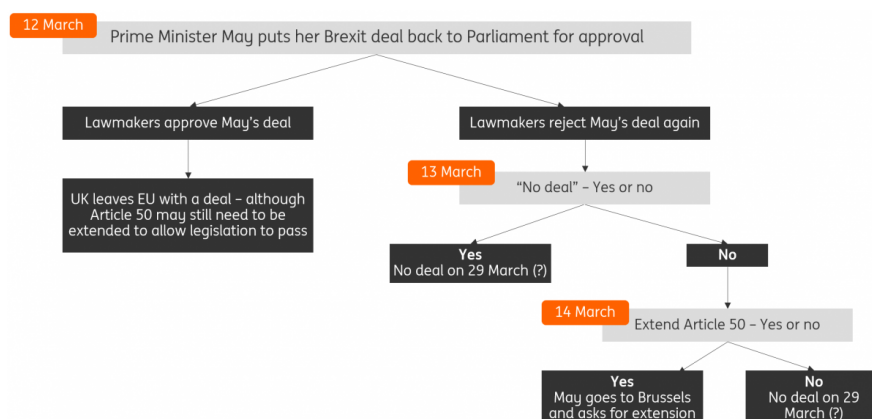 12 March
Prime Minister May puts her Brexit deal back to Parliament for approval
Lawmakers approve May's deal
Lawmakers reject May's deal again
13 March
UK leaves EU with a deal – although
Article 50 may still need to be
extended to allow legislation to pass
“No deal” – Yes or no
Yes
No deal on 29 March (?)
No
14 March
Extend Article 50 – Yes or no
Yes
May goes to Brussels
and asks for extension
No
No deal on 29
March (?)